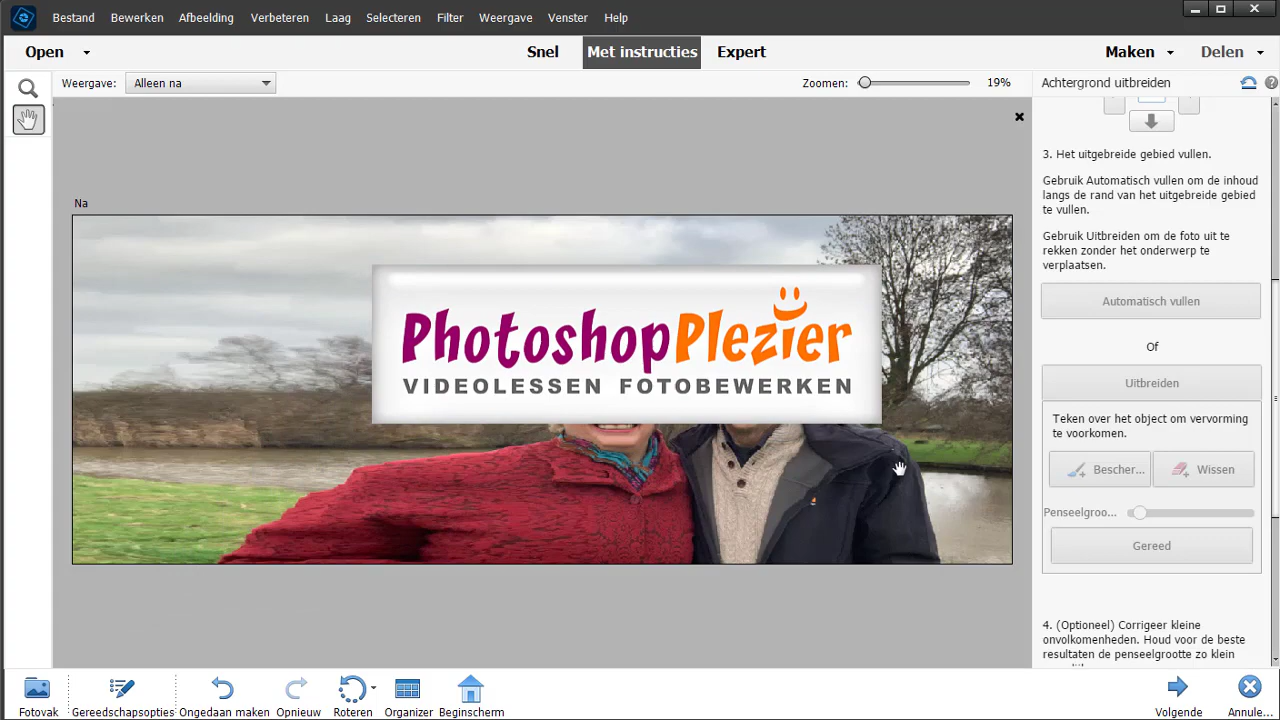 Bestand Bewerken Afbeelding Verbeteren Laag Selecteren Filter Weergave Venster Help
Open Snel Met instructies Expert Maken Delen
Weergave: Alleen na Zoomen: 19% Achtergrond uitbreiden
3. Het uitgebreide gebied vullen.
Gebruik Automatisch vullen om de inhoud
langs de rand van het uitgebreide gebied
te vullen.
Gebruik Uitbreiden om de foto uit te
rekken zonder het onderwerp te
verplaatsen.
Automatisch vullen
Of
Uitbreiden
Teken over het object om vervorming
te voorkomen.
Bescher... Wissen
Penseelgroo...
Gereed
4. (Optioneel) Corrigeer kleine
onvolkomenheden. Houd voor de beste
resultaten de penseelgrootte zo klein
Na
PhotoshopPlezier
VIDEOLESSEN FOTOBEWERKEN
Fotovak Gereedschapsopties Ongedaan maken Opnieuw Roteren Organizer Beginscherm Volgende Annule...